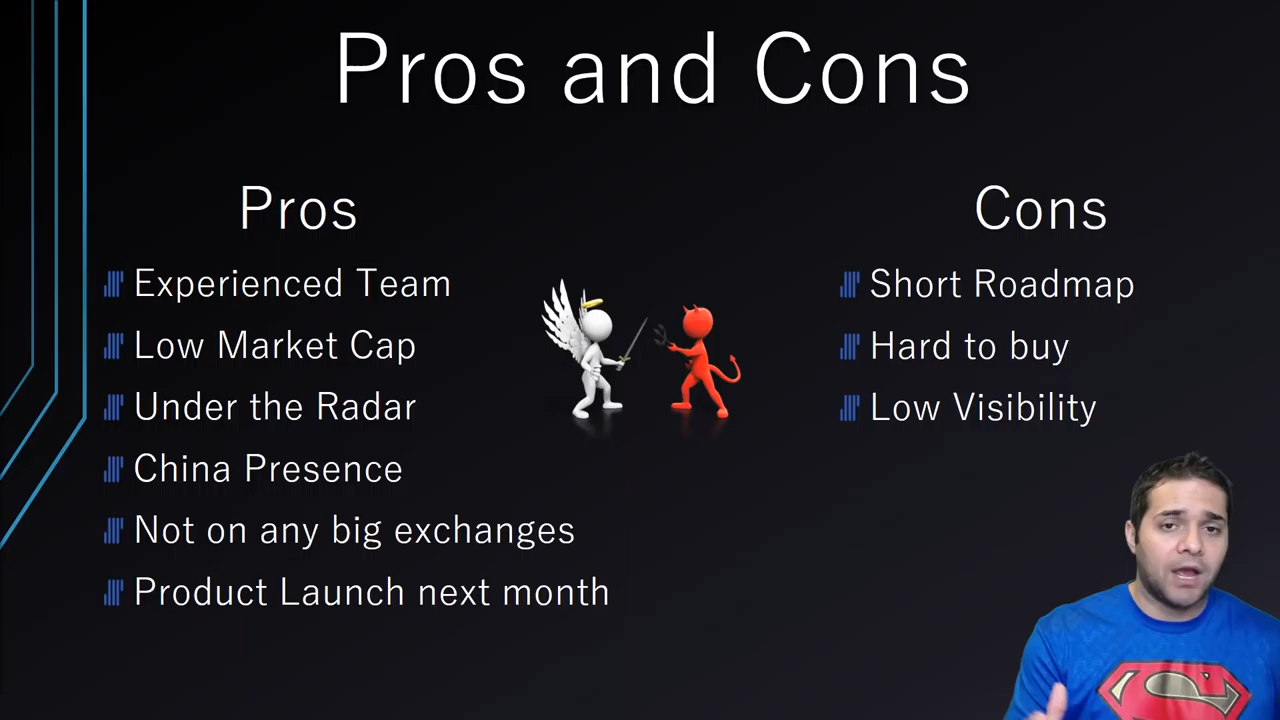 Pros and Cons
Pros
Experienced Team
Low Market Cap
Under the Radar
China Presence
Not on any big exchanges
Product Launch next month
Cons
Short Roadmap
Hard to buy
Low Visibility